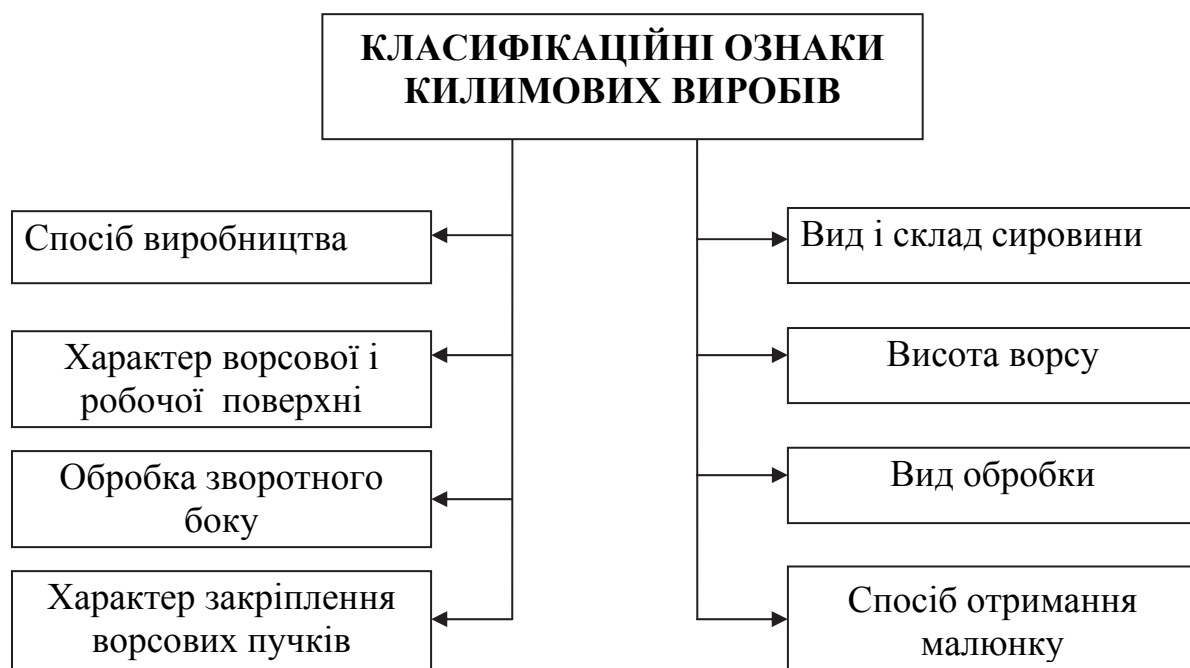 КЛАСИФІКАЦІЙНІ ОЗНАКИ
КИЛИМОВИХ ВИРОБІВ
Спосіб виробництва
Характер ворсової і
робочої поверхні
Обробка зворотного
боку
Характер закріплення
ворсових пучків
Вид і склад сировини
Висота ворсу
Вид обробки
Спосіб отримання
малюнку